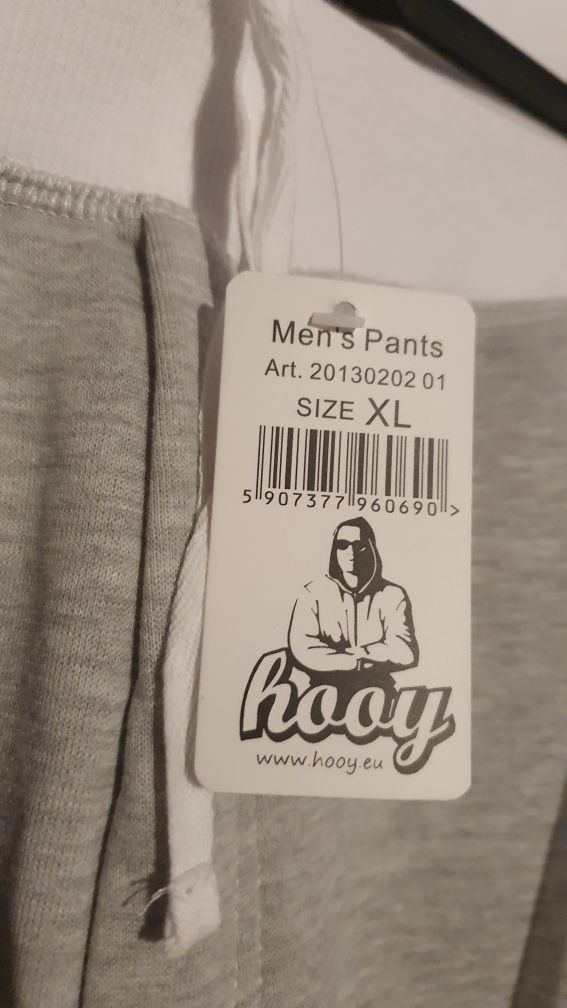 Men's Pants
Art. 20130202 01
SIZE XL
5 907377 960690 >
hooy
www.hooy.eu